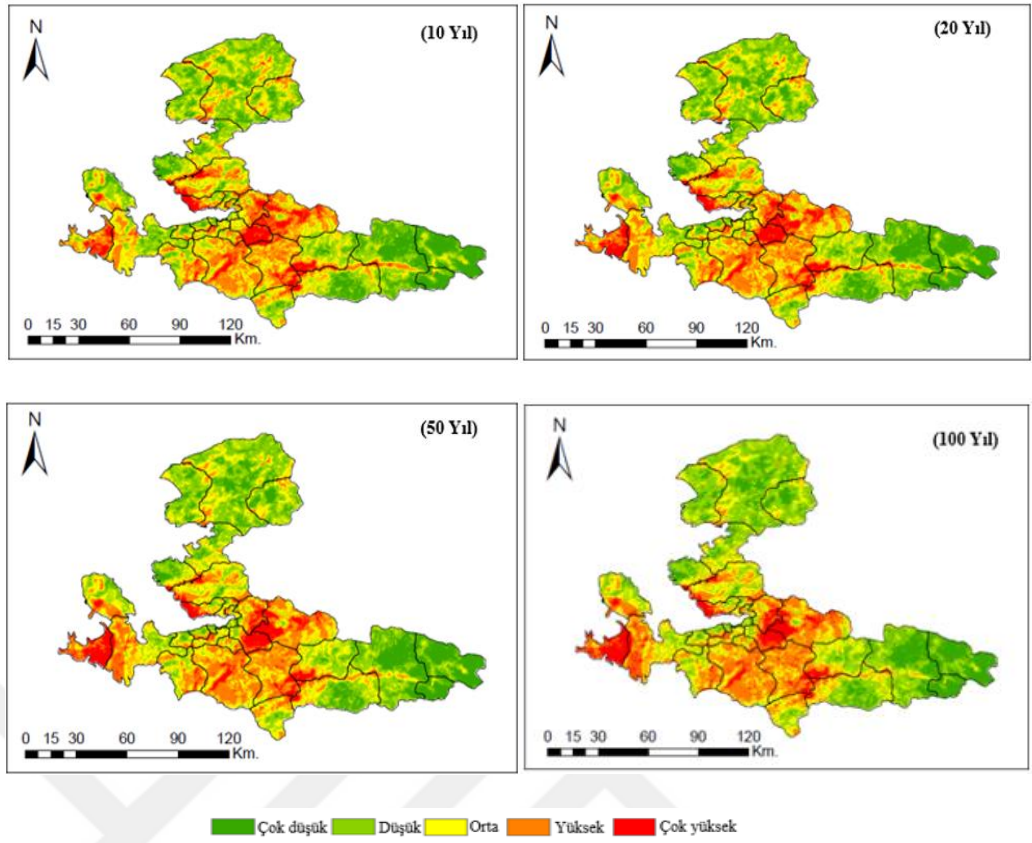 N
(10 Yıl)
0 15 30 60 90 120
Km.
N
(20 Yıl)
0 15 30 60 90 120
Km.
N
(50 Yıl)
0 15 30 60 90 120
Km.
N
(100 Yıl)
0 15 30 60 90 120
Km.
Çok düşük Düşük Orta Yüksek Çok yüksek